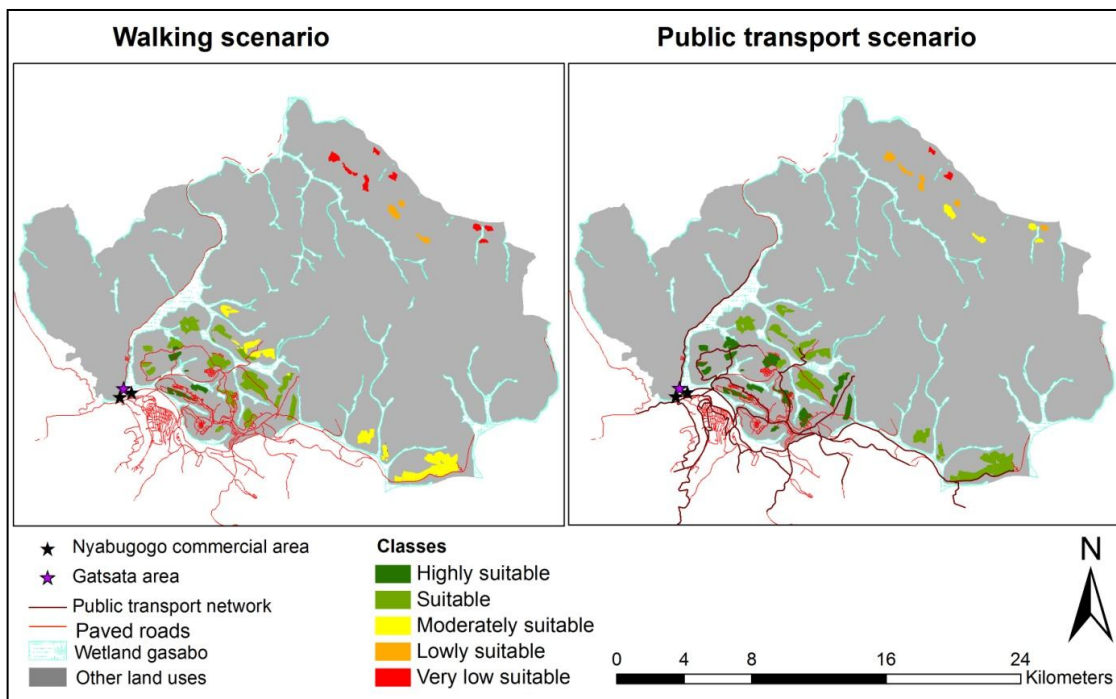 Walking scenario
Public transport scenario
Nyabugogo commercial area
Gatsata area
Public transport network
Paved roads
Wetland gasabo
Other land uses
Classes
Highly suitable
Suitable
Moderately suitable
Lowly suitable
Very low suitable
N
0 4 8 16 24
Kilometers